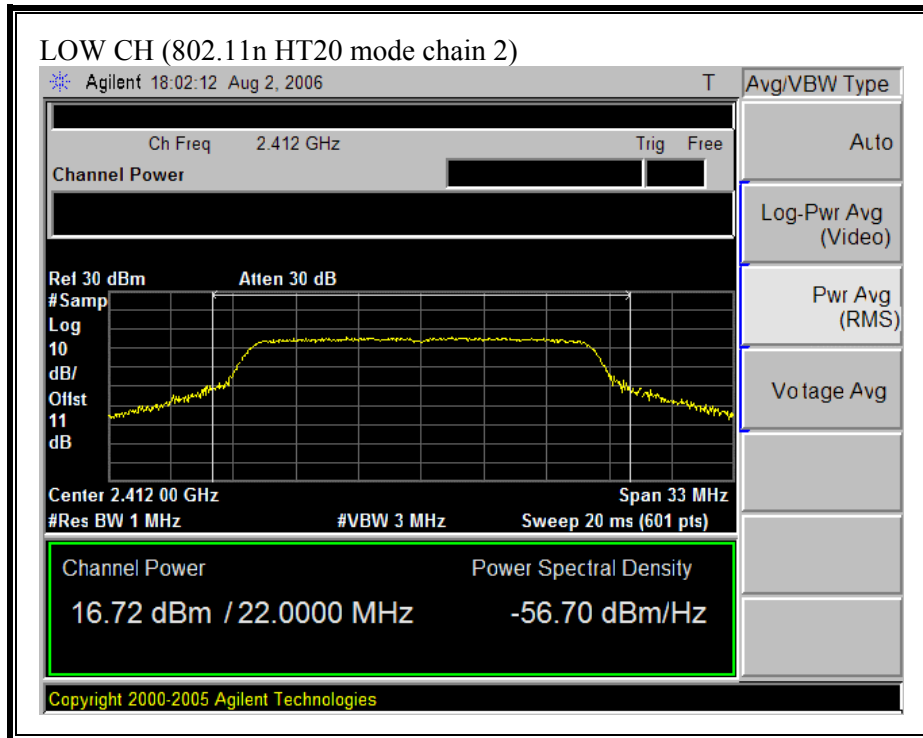 LOW CH (802.11n HT20 mode chain 2)
Agilent 18:02:12 Aug 2, 2006 T
Avg/VBW Type
Ch Freq 2.412 GHz Trig Free
Channel Power
Auto
Log-Pwr Avg
(Video)
Pwr Avg
(RMS)
Voltage Avg
Ref 30 dBm Atten 30 dB
#Samp
Log
10
dB/
Offst
11
dB
Center 2.412 00 GHz Span 33 MHz
#Res BW 1 MHz #VBW 3 MHz Sweep 20 ms (601 pts)
Channel Power Power Spectral Density
16.72 dBm / 22.0000 MHz -56.70 dBm/Hz
Copyright 2000-2005 Agilent Technologies